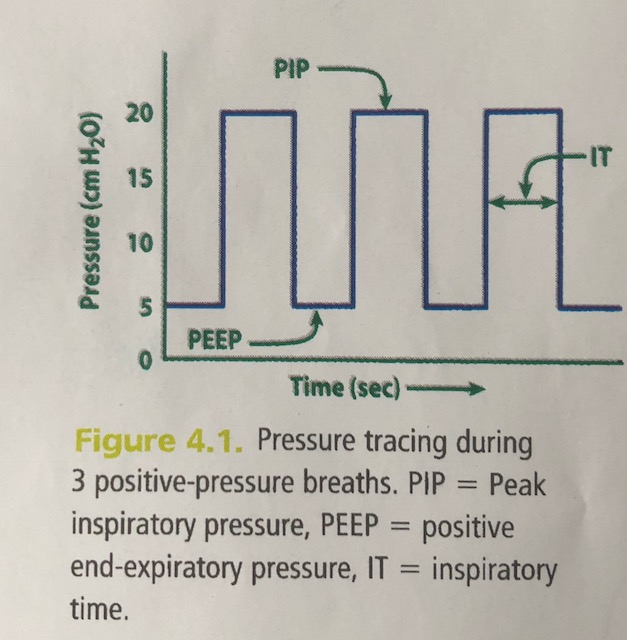 PIP
20
IT
15
Pressure (cm H₂O)
10
5
PEEP
0
Time (sec)
Figure 4.1. Pressure tracing during
3 positive-pressure breaths. PIP = Peak
inspiratory pressure, PEEP = positive
end-expiratory pressure, IT = inspiratory
time.